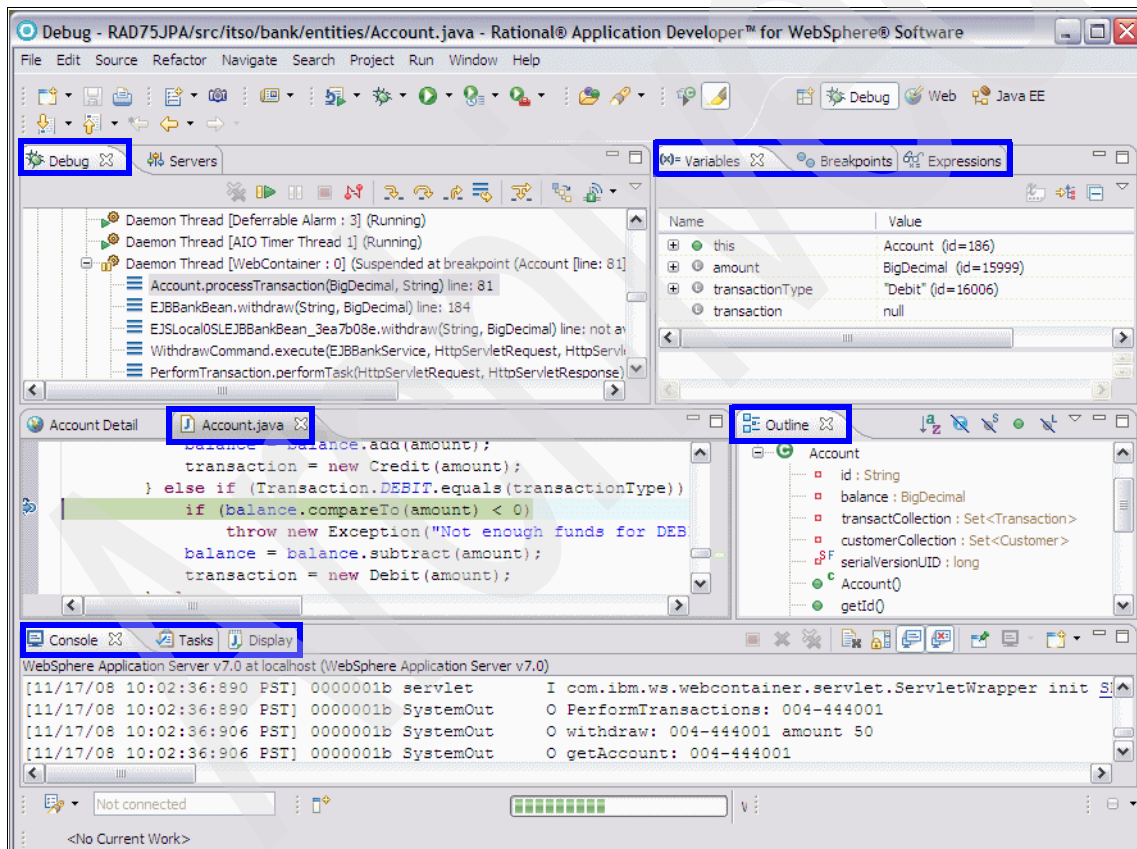 Debug - RAD75JPA/src/itso/bank/entities/Account.java - Rational® Application Developer™ for WebSphere® Software
File Edit Source Refactor Navigate Search Project Run Window Help
Debug Web Java EE
Debug Servers
Daemon Thread [Deferrable Alarm : 3] (Running)
Daemon Thread [AIO Timer Thread 1] (Running)
Daemon Thread [WebContainer : 0] (Suspended at breakpoint (Account [line: 81]
Account.processTransaction(BigDecimal, String) line: 81
EJBBankBean.withdraw(String, BigDecimal) line: 184
EJSLocal0SLEJBBankBean_3ea7b08e.withdraw(String, BigDecimal) line: not av
WithdrawCommand.execute(EJBBankService, HttpServletRequest, HttpServl
PerformTransaction.performTask(HttpServletRequest, HttpServletResponse)
(x)= Variables Breakpoints Expressions
Name Value
this Account (id=186)
amount BigDecimal (id=15999)
transactionType "Debit" (id=16006)
transaction null
Account Detail Account.java
balance = balance.add(amount);
transaction = new Credit(amount);
} else if (Transaction.DEBIT.equals(transactionType))
if (balance.compareTo(amount) < 0)
throw new Exception("Not enough funds for DEB
balance = balance.subtract(amount);
transaction = new Debit(amount);
Outline
Account
id : String
balance : BigDecimal
transactCollection : Set<Transaction>
customerCollection : Set<Customer>
serialVersionUID : long
Account()
getId()
Console Tasks Display
WebSphere Application Server v7.0 at localhost (WebSphere Application Server v7.0)
[11/17/08 10:02:36:890 PST] 0000001b servlet I com.ibm.ws.webcontainer.servlet.ServletWrapper init S
[11/17/08 10:02:36:890 PST] 0000001b SystemOut O PerformTransactions: 004-444001
[11/17/08 10:02:36:906 PST] 0000001b SystemOut O withdraw: 004-444001 amount 50
[11/17/08 10:02:36:906 PST] 0000001b SystemOut O getAccount: 004-444001
Not connected
<No Current Work>